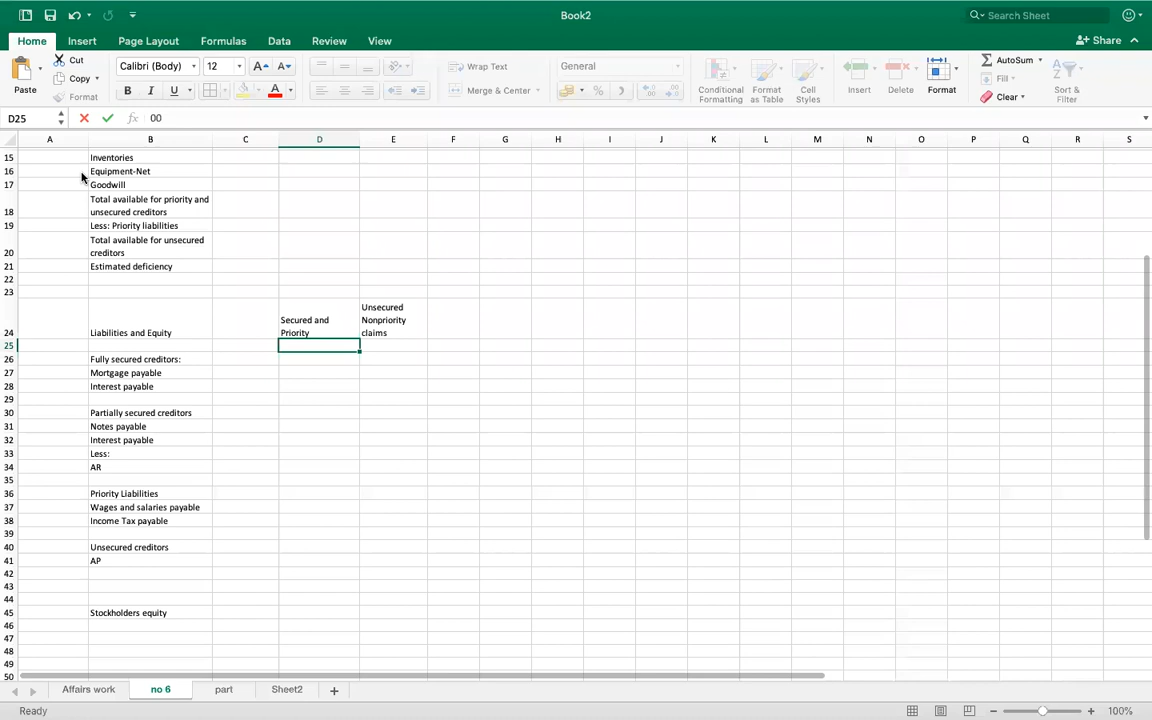 Book2
Search Sheet
Home Insert Page Layout Formulas Data Review View
Share
Paste
Cut
Copy
Format
Calibri (Body) 12 A A
B I U A
Wrap Text
Merge & Center
General
%
Conditional Formatting
Format as Table
Cell Styles
Insert
Delete
Format
AutoSum
Fill
Clear
Sort & Filter
D25 fx 00
A B C D E F G H I J K L M N O P Q R S
15 Inventories
16 Equipment-Net
17 Goodwill
Total available for priority and
18 unsecured creditors
19 Less: Priority liabilities
Total available for unsecured
20 creditors
21 Estimated deficiency
22
23
Unsecured
Secured and Nonpriority
24 Liabilities and Equity Priority claims
25
26 Fully secured creditors:
27 Mortgage payable
28 Interest payable
29
30 Partially secured creditors
31 Notes payable
32 Interest payable
33 Less:
34 AR
35
36 Priority Liabilities
37 Wages and salaries payable
38 Income Tax payable
39
40 Unsecured creditors
41 AP
42
43
44
45 Stockholders equity
46
47
48
49
50
Affairs work no 6 part Sheet2 +
Ready
100%